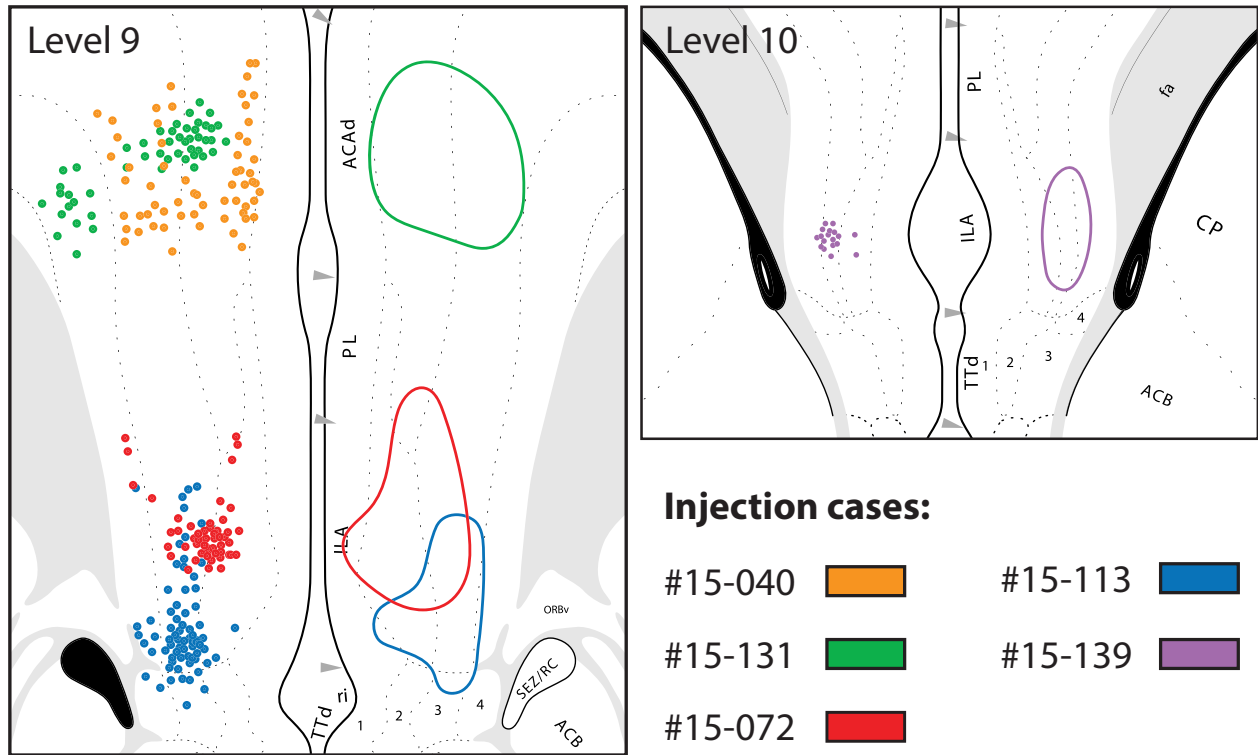 Level 9
ACAd
PL
ILA
ORBv
SEZ/RC
ri
TTd
1
2
3
4
ACB
Level 10
PL
fa
CP
ILA
4
3
2
1
TTd
ACB
Injection cases:
#15-040
#15-113
#15-131
#15-139
#15-072